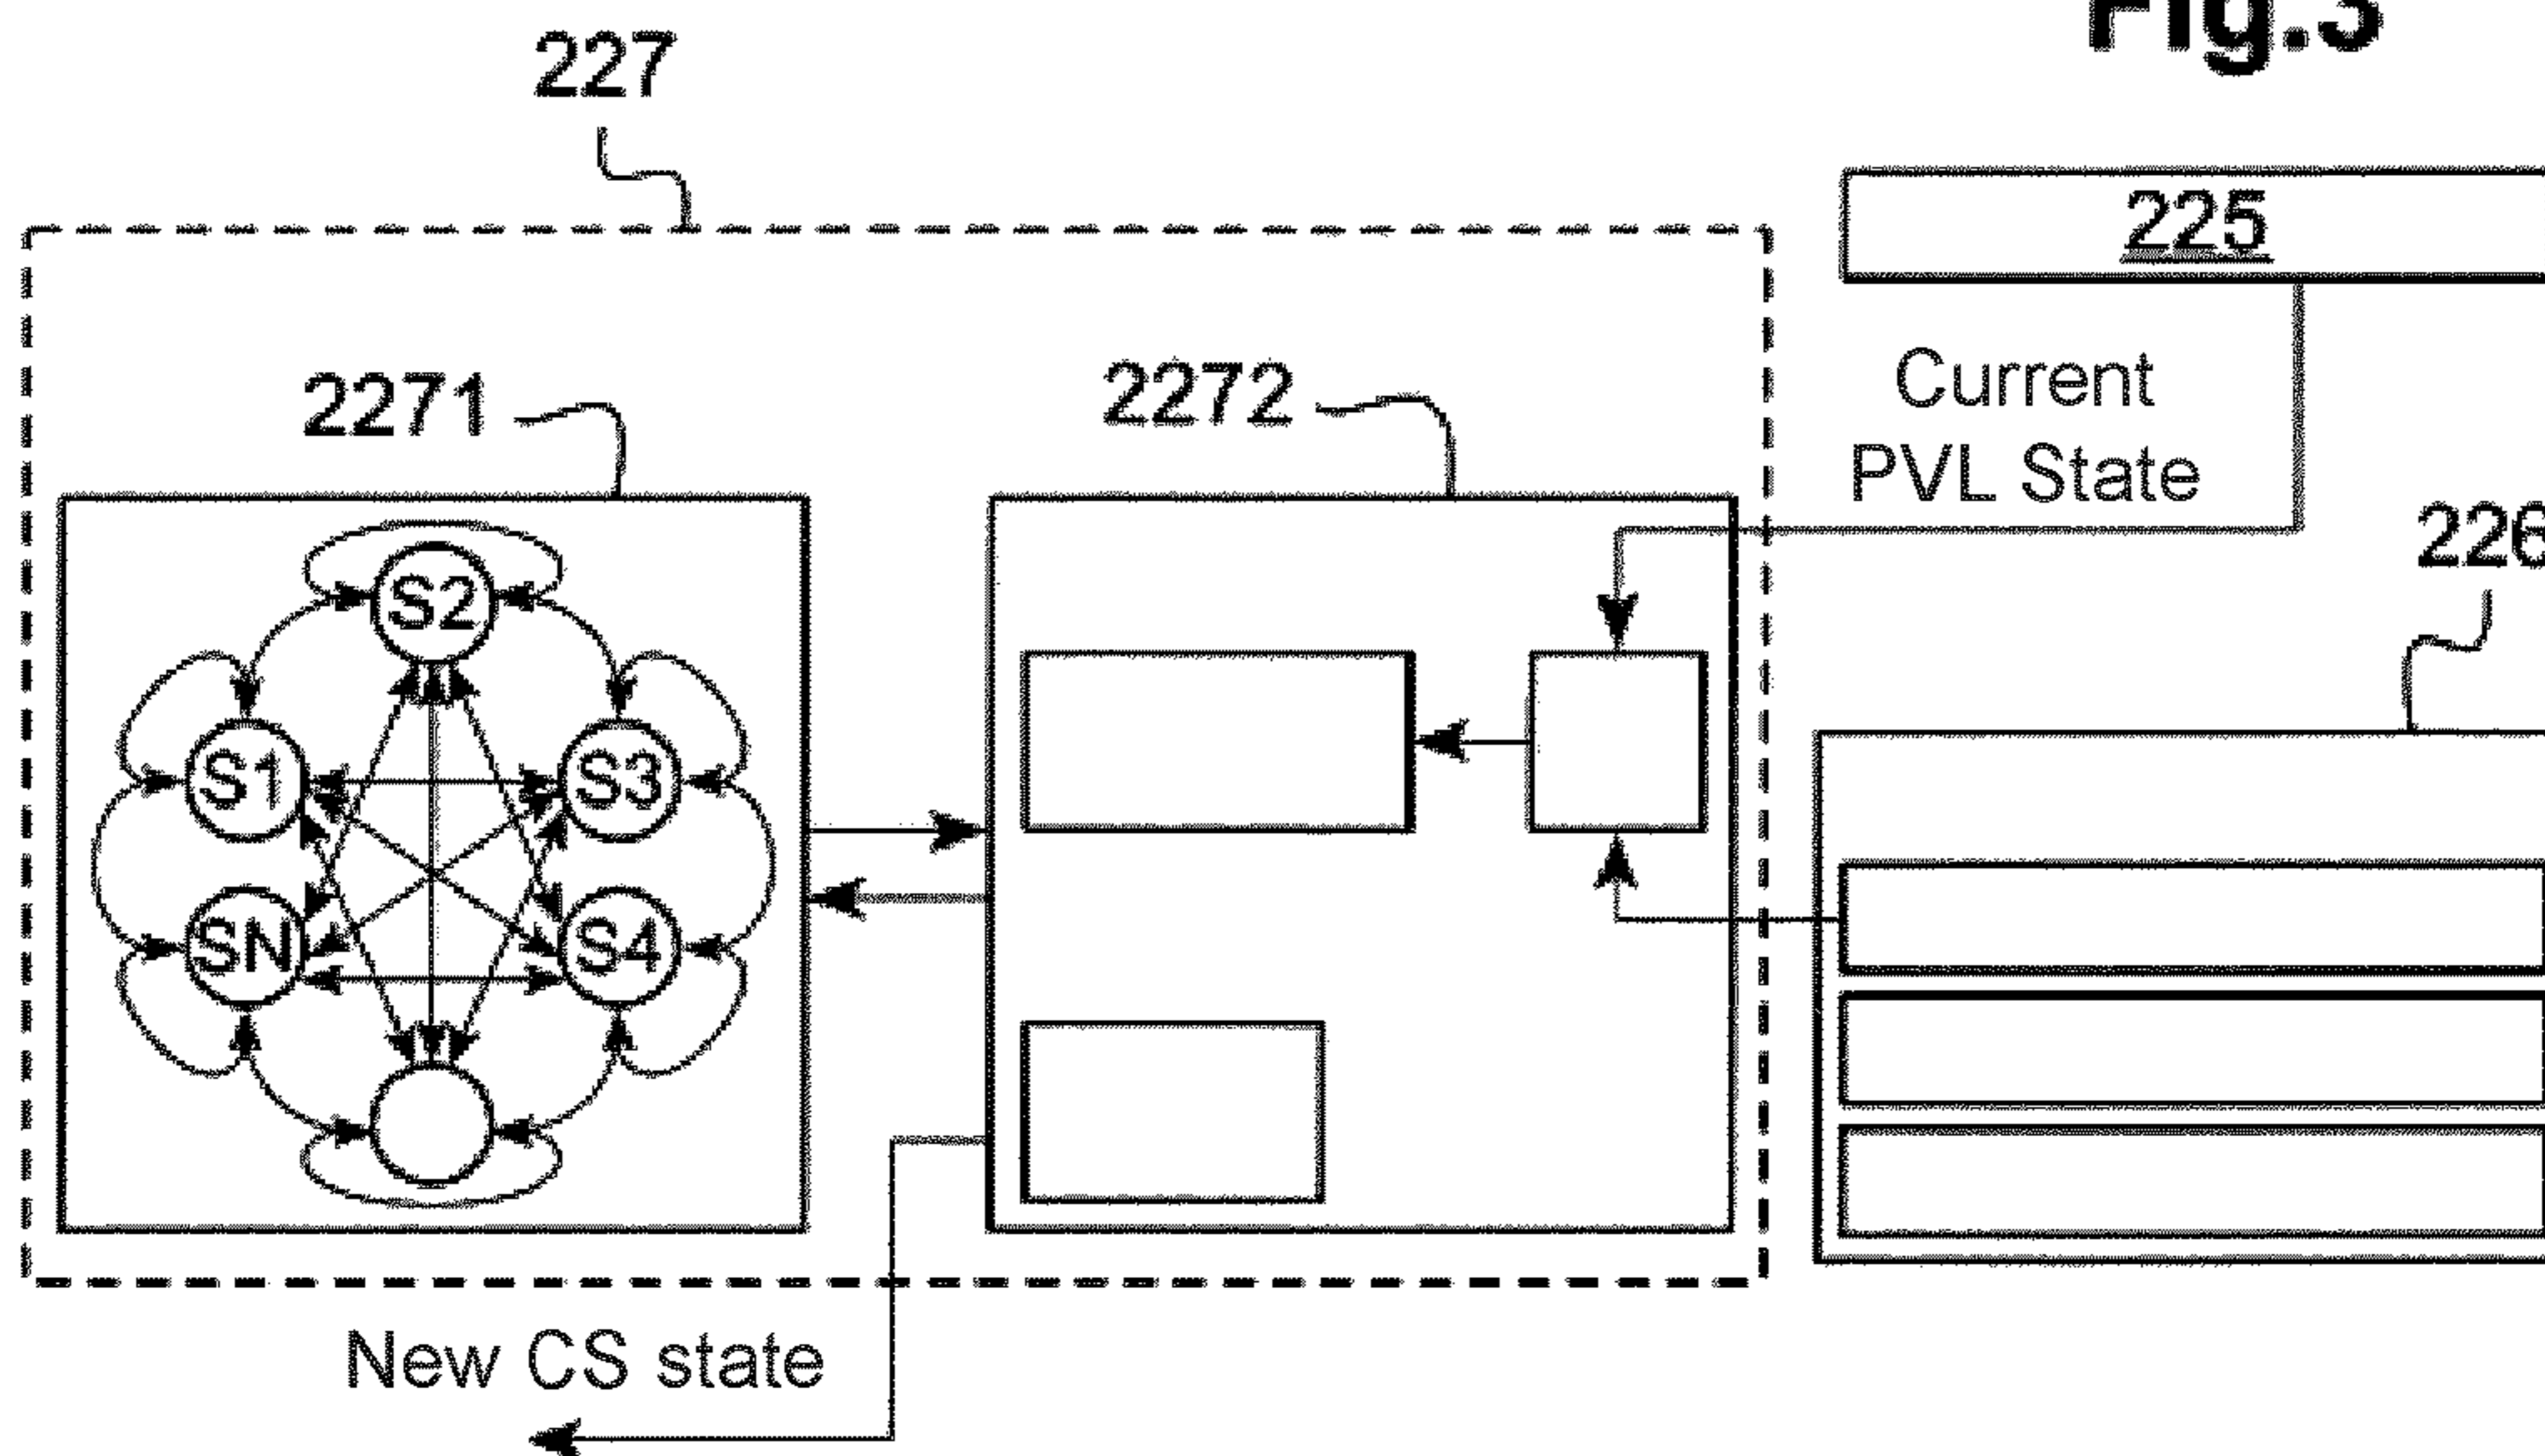 Fig.3
227
225
2271
2272
Current
PVL State
226
S2
S1
S3
SN
S4
New CS state